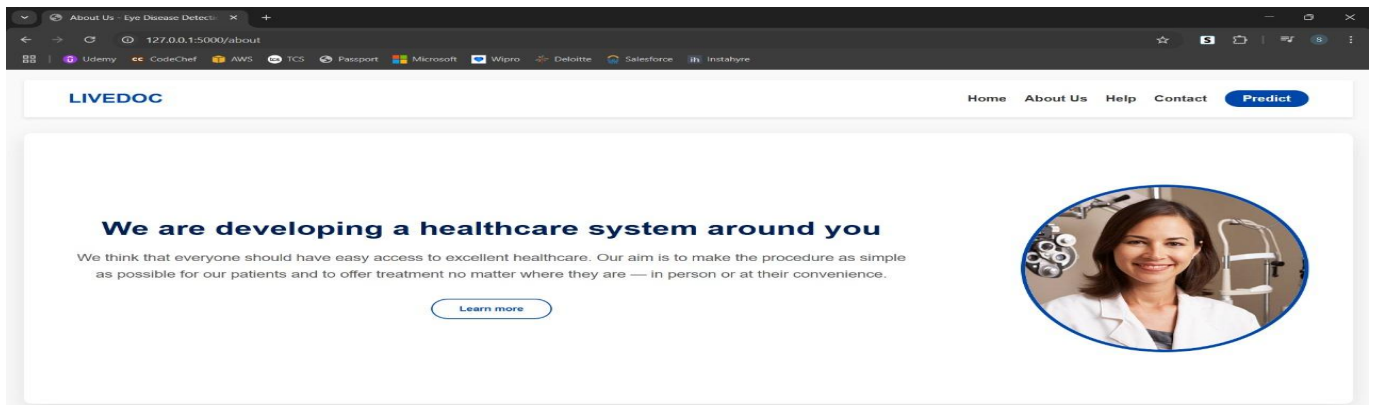 About Us - Eye Disease Detecti
127.0.0.1:5000/about
Udemy CodeChef AWS TCS Passport Microsoft Wipro Deloitte Salesforce Instahyre
LIVEDOC
Home About Us Help Contact Predict
We are developing a healthcare system around you
We think that everyone should have easy access to excellent healthcare. Our aim is to make the procedure as simple
as possible for our patients and to offer treatment no matter where they are — in person or at their convenience.
Learn more